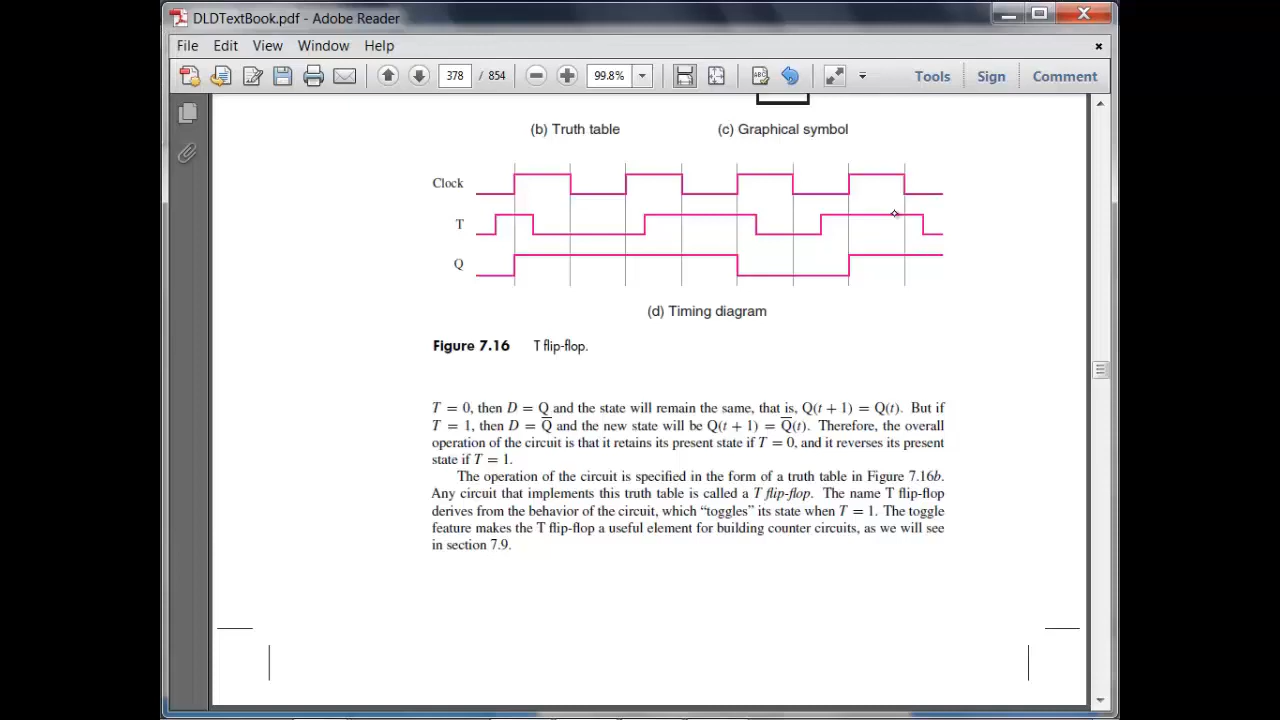 DLDTextBook.pdf - Adobe Reader
File Edit View Window Help
378 / 854 99.8% Tools Sign Comment
(b) Truth table (c) Graphical symbol
Clock
T
Q
(d) Timing diagram
Figure 7.16 T flip-flop.
T = 0, then D = Q and the state will remain the same, that is, Q(t + 1) = Q(t). But if
T = 1, then D = Q̅ and the new state will be Q(t + 1) = Q̅(t). Therefore, the overall
operation of the circuit is that it retains its present state if T = 0, and it reverses its present
state if T = 1.
The operation of the circuit is specified in the form of a truth table in Figure 7.16b.
Any circuit that implements this truth table is called a T flip-flop. The name T flip-flop
derives from the behavior of the circuit, which “toggles” its state when T = 1. The toggle
feature makes the T flip-flop a useful element for building counter circuits, as we will see
in section 7.9.